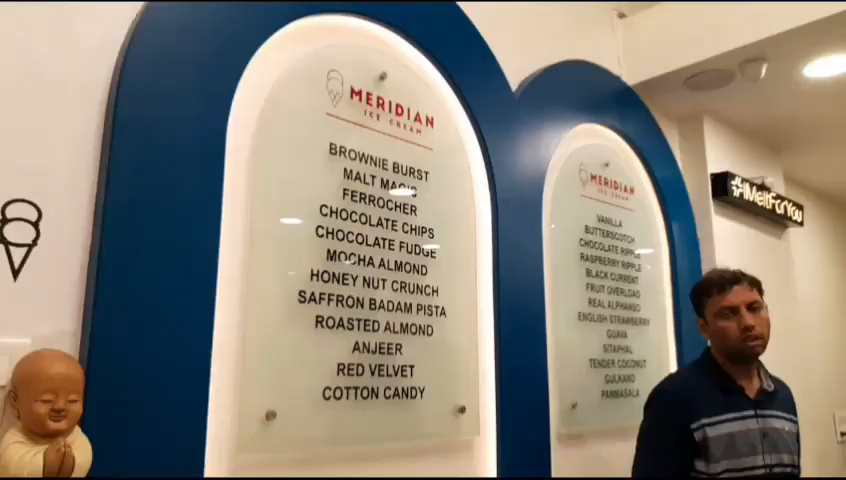 MERIDIAN
ICE CREAM
BROWNIE BURST
MALT MAGIC
FERROCHER
CHOCOLATE CHIPS
CHOCOLATE FUDGE
MOCHA ALMOND
HONEY NUT CRUNCH
SAFFRON BADAM PISTA
ROASTED ALMOND
ANJEER
RED VELVET
COTTON CANDY
MERIDIAN
ICE CREAM
VANILLA
BUTTERSCOTCH
CHOCOLATE RIPPLE
RASPBERRY RIPPLE
BLACK CURRENT
FRUIT OVERLOAD
REAL ALPHANSO
ENGLISH STRAWBERRY
GUAVA
SITAPHAL
TENDER COCONUT
GULKAND
PANMASALA
#IMeltForYou